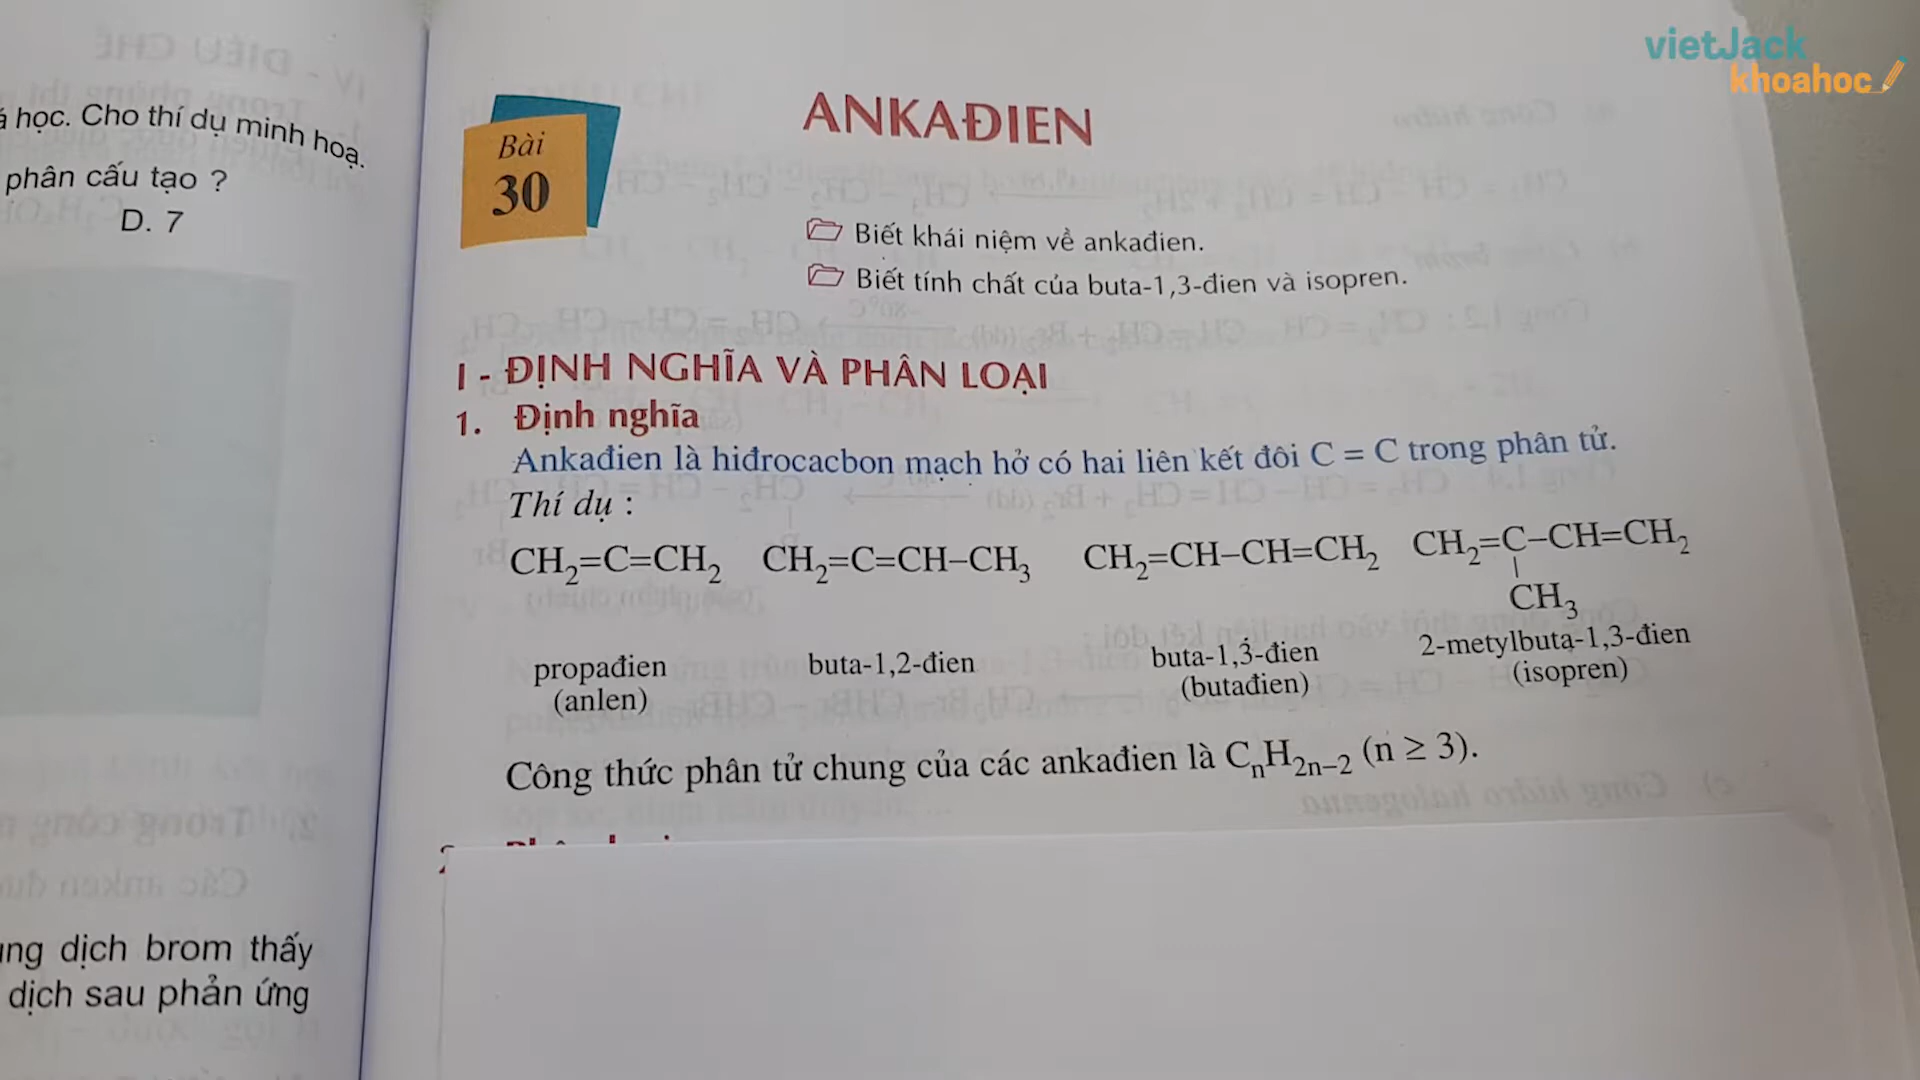 vietJack
khoahoc
học. Cho thí dụ minh hoạ.
phân cấu tạo ?
D. 7
dịch brom thấy
dịch sau phản ứng
Bài
30
ANKAĐIEN
Biết khái niệm về ankađien.
Biết tính chất của buta-1,3-đien và isopren.
I - ĐỊNH NGHĨA VÀ PHÂN LOẠI
1. Định nghĩa
Ankađien là hiđrocacbon mạch hở có hai liên kết đôi C = C trong phân tử.
Thí dụ :
CH₂=C=CH₂ CH₂=C=CH–CH₃ CH₂=CH–CH=CH₂ CH₂=C–CH=CH₂
CH₃
propađien buta-1,2-đien buta-1,3-đien 2-metylbuta-1,3-đien
(anlen) (butađien) (isopren)
Công thức phân tử chung của các ankađien là CₙH₂ₙ₋₂ (n ≥ 3).